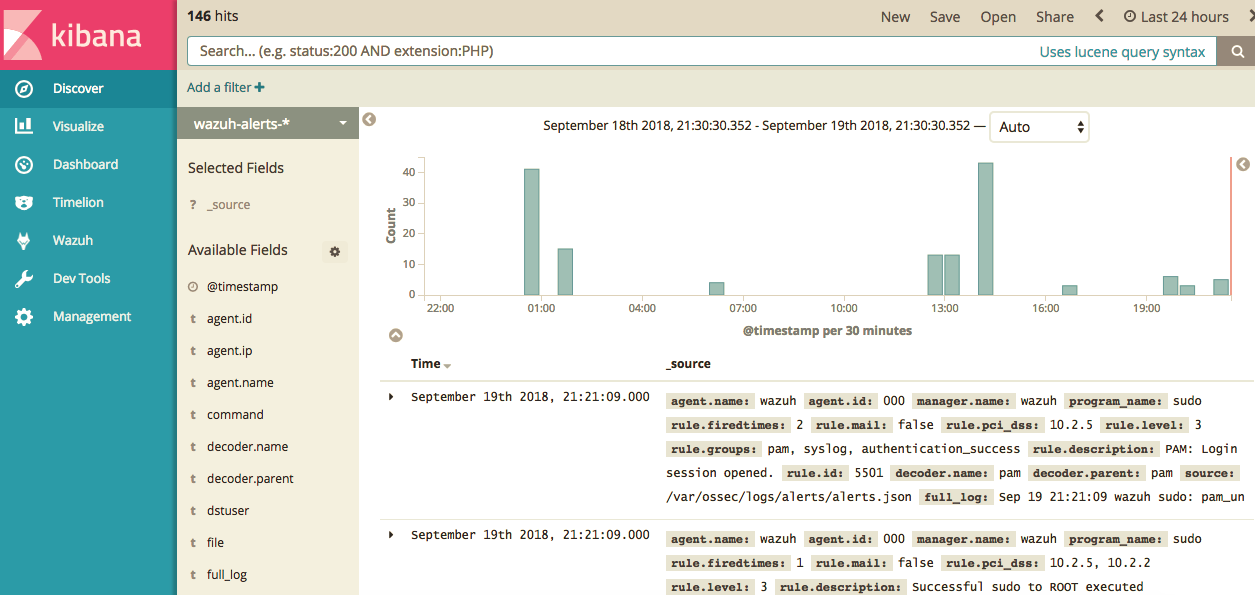 kibana
Discover
Visualize
Dashboard
Timelion
Wazuh
Dev Tools
Management
146 hits
New Save Open Share Last 24 hours
Search... (e.g. status:200 AND extension:PHP) Uses lucene query syntax
Add a filter +
wazuh-alerts-*
Selected Fields
? _source
Available Fields
@timestamp
t agent.id
t agent.ip
t agent.name
t command
t decoder.name
t decoder.parent
t dstuser
t file
t full_log
September 18th 2018, 21:30:30.352 - September 19th 2018, 21:30:30.352 — Auto
Count
40
30
20
10
0
22:00 01:00 04:00 07:00 10:00 13:00 16:00 19:00
@timestamp per 30 minutes
Time _source
September 19th 2018, 21:21:09.000
agent.name: wazuh agent.id: 000 manager.name: wazuh program_name: sudo
rule.firedtimes: 2 rule.mail: false rule.pci_dss: 10.2.5 rule.level: 3
rule.groups: pam, syslog, authentication_success rule.description: PAM: Login
session opened. rule.id: 5501 decoder.name: pam decoder.parent: pam source:
/var/ossec/logs/alerts/alerts.json full_log: Sep 19 21:21:09 wazuh sudo: pam_un
September 19th 2018, 21:21:09.000
agent.name: wazuh agent.id: 000 manager.name: wazuh program_name: sudo
rule.firedtimes: 1 rule.mail: false rule.pci_dss: 10.2.5, 10.2.2
rule.level: 3 rule.description: Successful sudo to ROOT executed